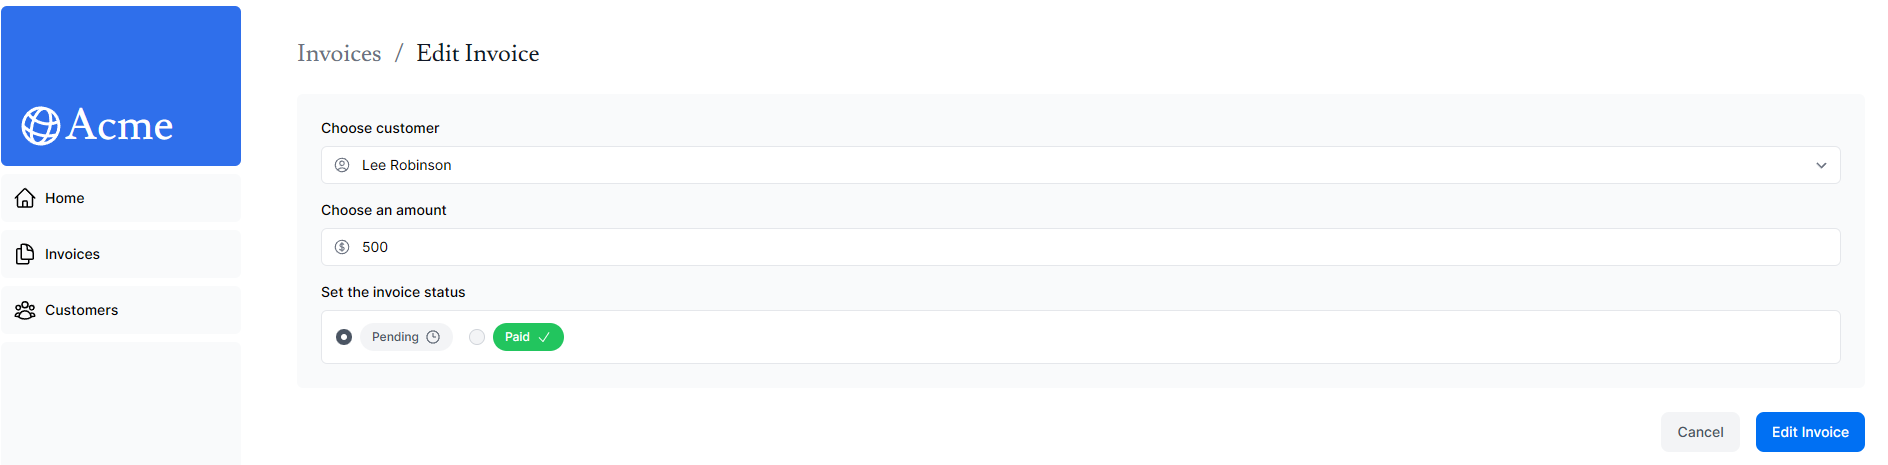 Acme
Home
Invoices
Customers
Invoices / Edit Invoice
Choose customer
Lee Robinson
Choose an amount
500
Set the invoice status
Pending Paid
Cancel Edit Invoice